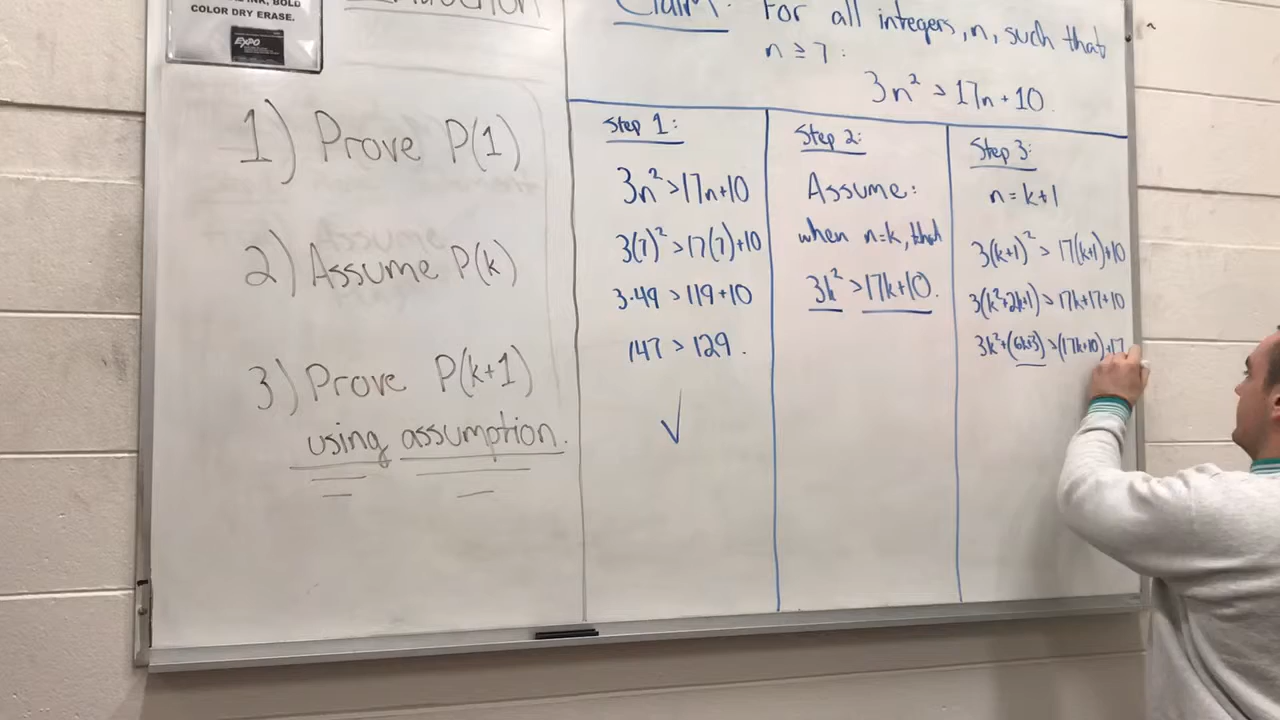 INK, BOLD
COLOR DRY ERASE.
EXPO
Induction
1) Prove P(1)
2) Assume P(k)
3) Prove P(k+1)
using assumption.
Claim: For all integers, n, such that
n ≥ 7:
3n² > 17n + 10.
Step 1:
3n² > 17n+10
3(7)² > 17(7)+10
3·49 > 119+10
147 > 129.
✓
Step 2:
Assume:
when n=k, that
3k² > 17k+10.
Step 3:
n = k+1
3(k+1)² > 17(k+1)+10
3(k²+2k+1) > 17k+17+10
3k²+(6k+3) > (17k+10)+17